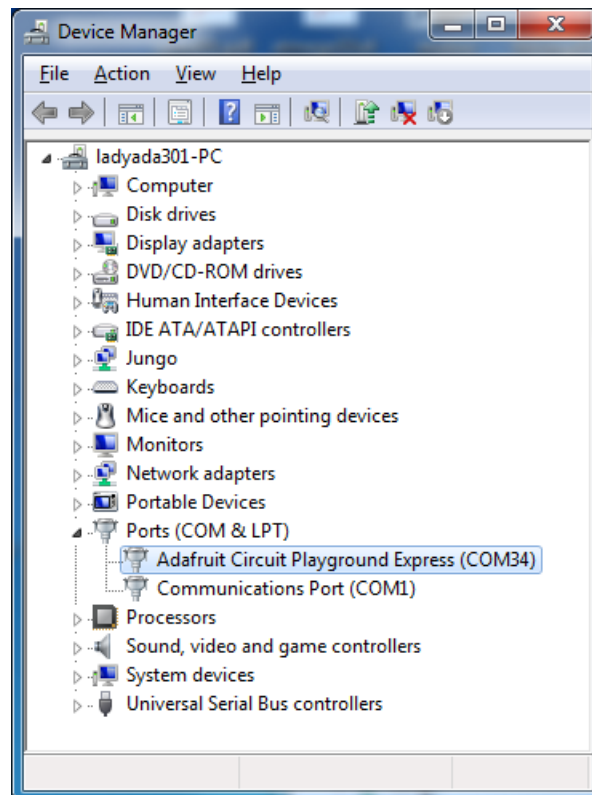 Device Manager
File Action View Help
ladyada301-PC
Computer
Disk drives
Display adapters
DVD/CD-ROM drives
Human Interface Devices
IDE ATA/ATAPI controllers
Jungo
Keyboards
Mice and other pointing devices
Monitors
Network adapters
Portable Devices
Ports (COM & LPT)
Adafruit Circuit Playground Express (COM34)
Communications Port (COM1)
Processors
Sound, video and game controllers
System devices
Universal Serial Bus controllers